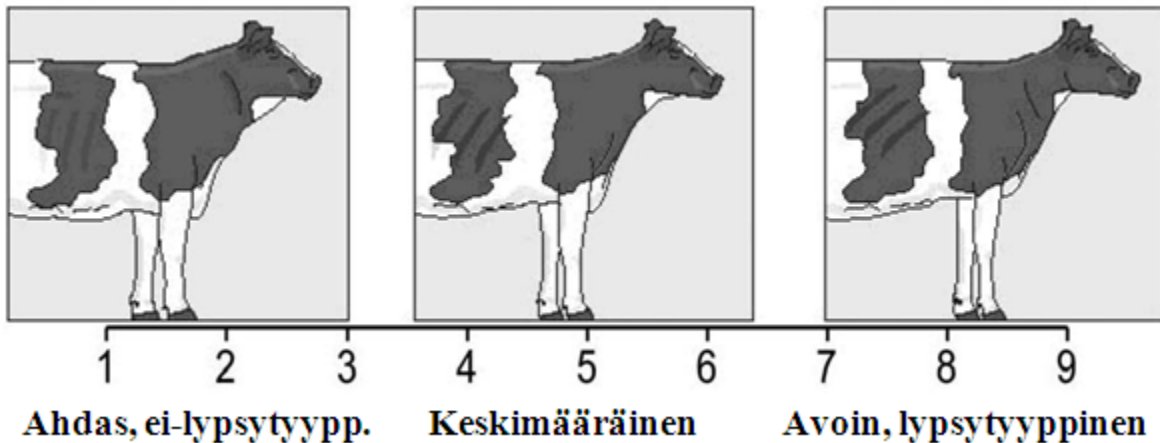 1 2 3 4 5 6 7 8 9
Ahdas, ei-lypsytyypp. Keskimääräinen Avoin, lypsytyyppinen